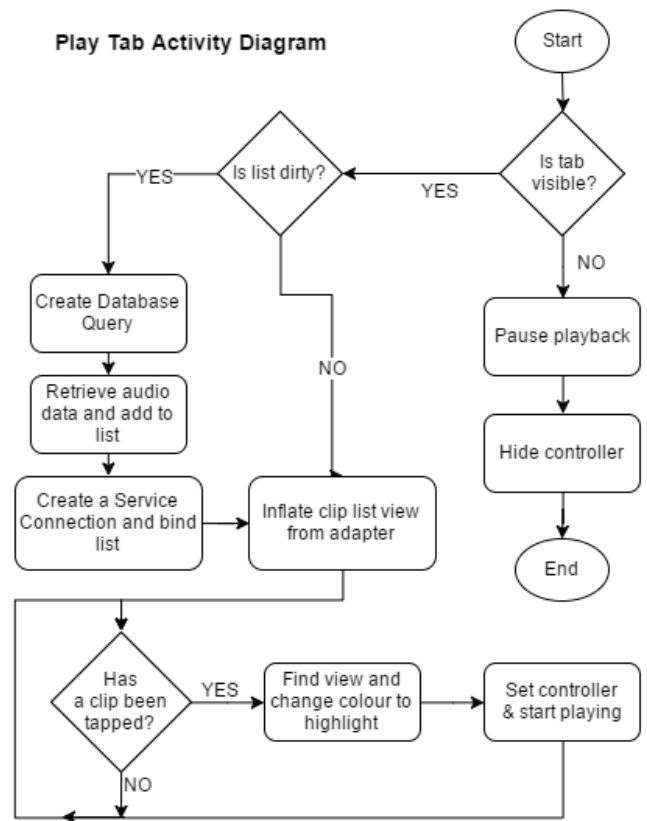 Play Tab Activity Diagram
Start
Is tab
visible?
YES
NO
Is list dirty?
YES
NO
Create Database
Query
Retrieve audio
data and add to
list
Create a Service
Connection and bind
list
Inflate clip list view
from adapter
Pause playback
Hide controller
End
Has
a clip been
tapped?
YES
NO
Find view and
change colour to
highlight
Set controller
& start playing